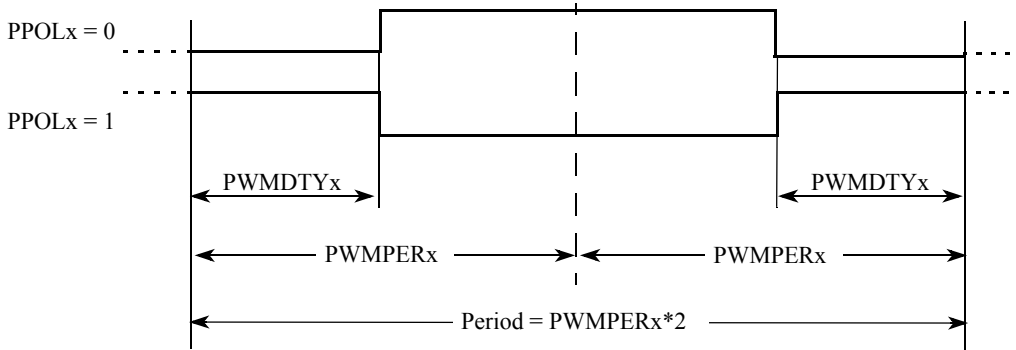 PPOLx = 0
PPOLx = 1
PWMDTYx PWMDTYx
PWMPERx PWMPERx
Period = PWMPERx*2